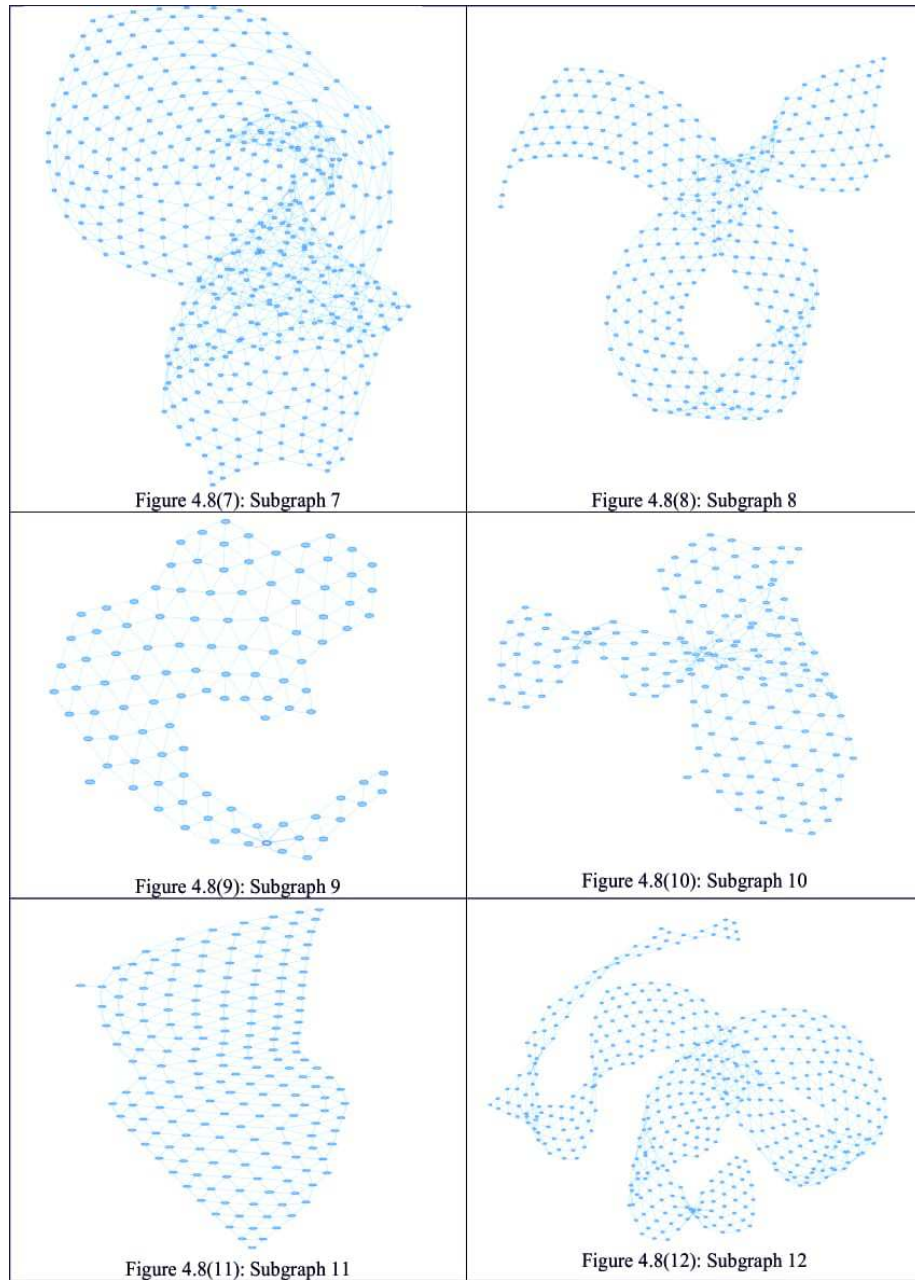 Figure 4.8(7): Subgraph 7
Figure 4.8(8): Subgraph 8
Figure 4.8(9): Subgraph 9
Figure 4.8(10): Subgraph 10
Figure 4.8(11): Subgraph 11
Figure 4.8(12): Subgraph 12